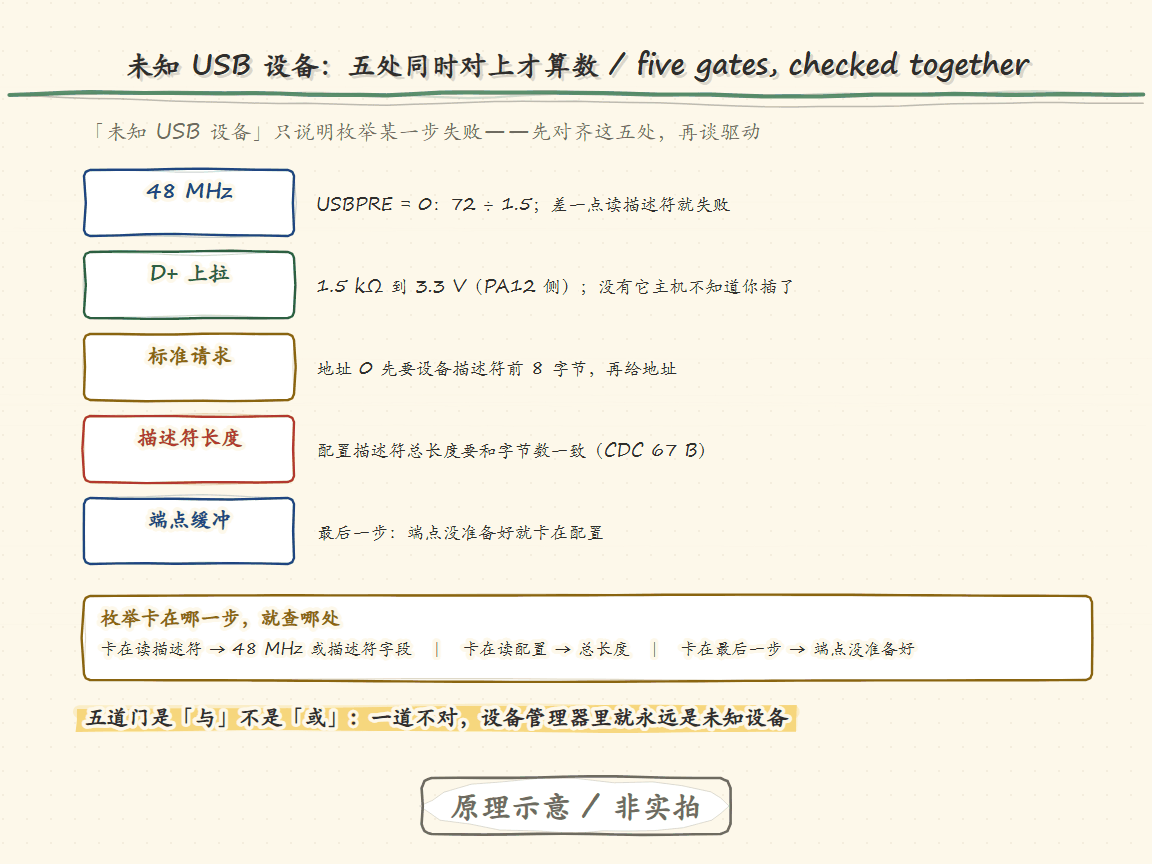 未知 USB 设备：五处同时对上才算数 / five gates, checked together
「未知 USB 设备」只说明枚举某一步失败——先对齐这五处，再谈驱动
48 MHz
USBPRE = 0：72 ÷ 1.5；差一点读描述符就失败
D+ 上拉
1.5 kΩ 到 3.3 V（PA12 侧）；没有它主机不知道你插了
标准请求
地址 0 先要设备描述符前 8 字节，再给地址
描述符长度
配置描述符总长度要和字节数一致（CDC 67 B）
端点缓冲
最后一步：端点没准备好就卡在配置
枚举卡在哪一步，就查哪处
卡在读描述符 → 48 MHz 或描述符字段 | 卡在读配置 → 总长度 | 卡在最后一步 → 端点没准备好
五道门是「与」不是「或」：一道不对，设备管理器里就永远是未知设备
原理示意 / 非实拍